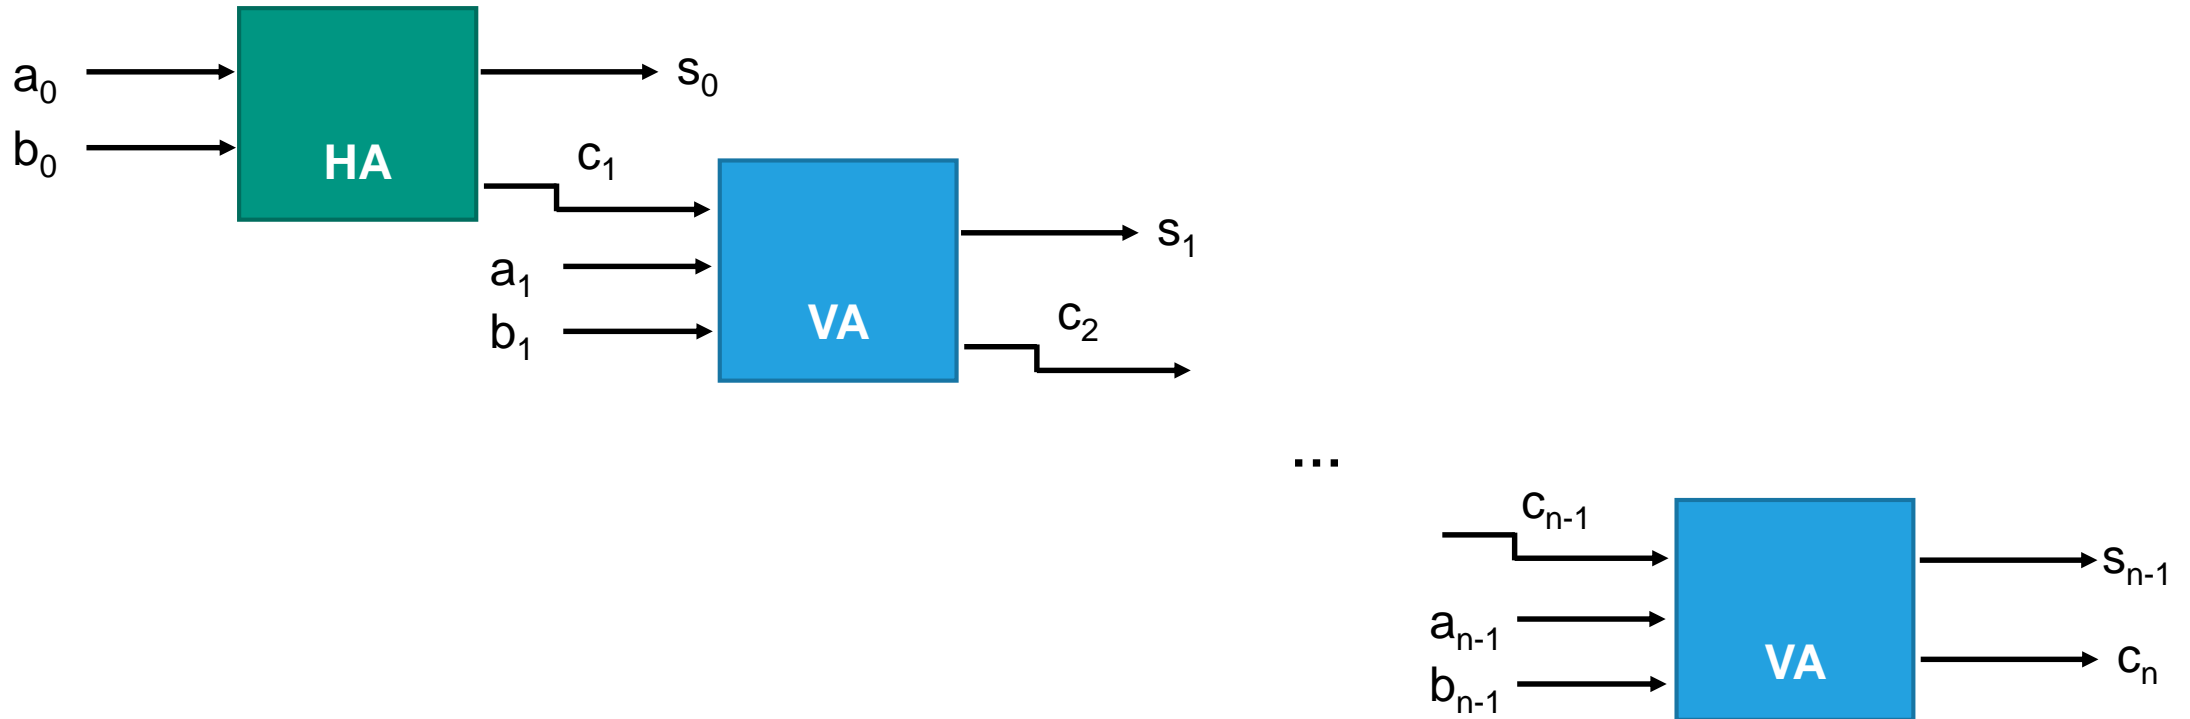 a₀
s₀
b₀
HA
c₁
s₁
a₁
b₁
VA
c₂
...
cₙ₋₁
sₙ₋₁
aₙ₋₁
VA
cₙ
bₙ₋₁